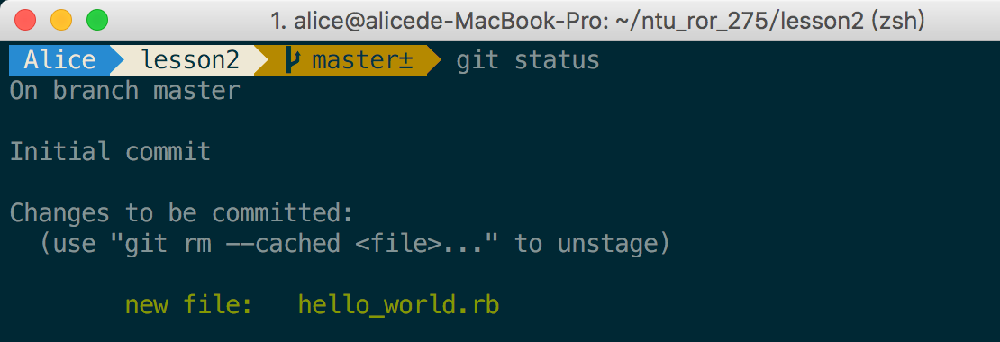 1. alice@alicede-MacBook-Pro: ~/ntu_ror_275/lesson2 (zsh)
Alice lesson2 master± git status
On branch master
Initial commit
Changes to be committed:
(use "git rm --cached <file>..." to unstage)
new file: hello_world.rb